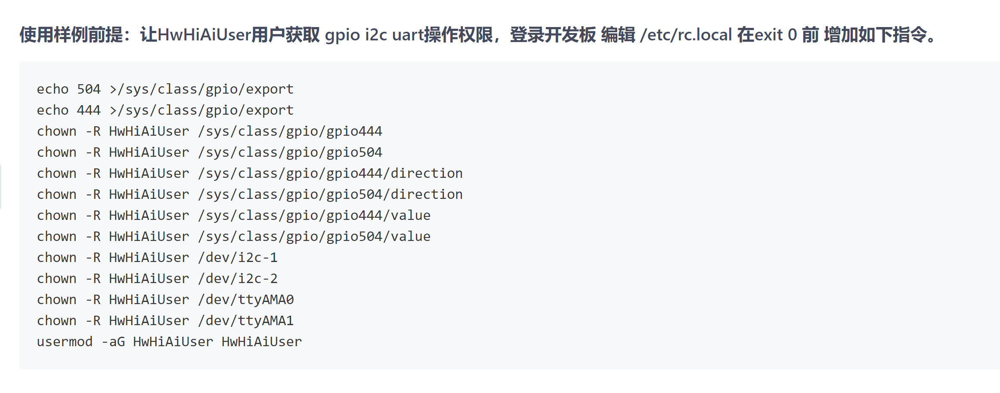 使用样例前提：让HwHiAiUser用户获取 gpio i2c uart操作权限，登录开发板 编辑 /etc/rc.local 在exit 0 前 增加如下指令。
echo 504 >/sys/class/gpio/export
echo 444 >/sys/class/gpio/export
chown -R HwHiAiUser /sys/class/gpio/gpio444
chown -R HwHiAiUser /sys/class/gpio/gpio504
chown -R HwHiAiUser /sys/class/gpio/gpio444/direction
chown -R HwHiAiUser /sys/class/gpio/gpio504/direction
chown -R HwHiAiUser /sys/class/gpio/gpio444/value
chown -R HwHiAiUser /sys/class/gpio/gpio504/value
chown -R HwHiAiUser /dev/i2c-1
chown -R HwHiAiUser /dev/i2c-2
chown -R HwHiAiUser /dev/ttyAMA0
chown -R HwHiAiUser /dev/ttyAMA1
usermod -aG HwHiAiUser HwHiAiUser